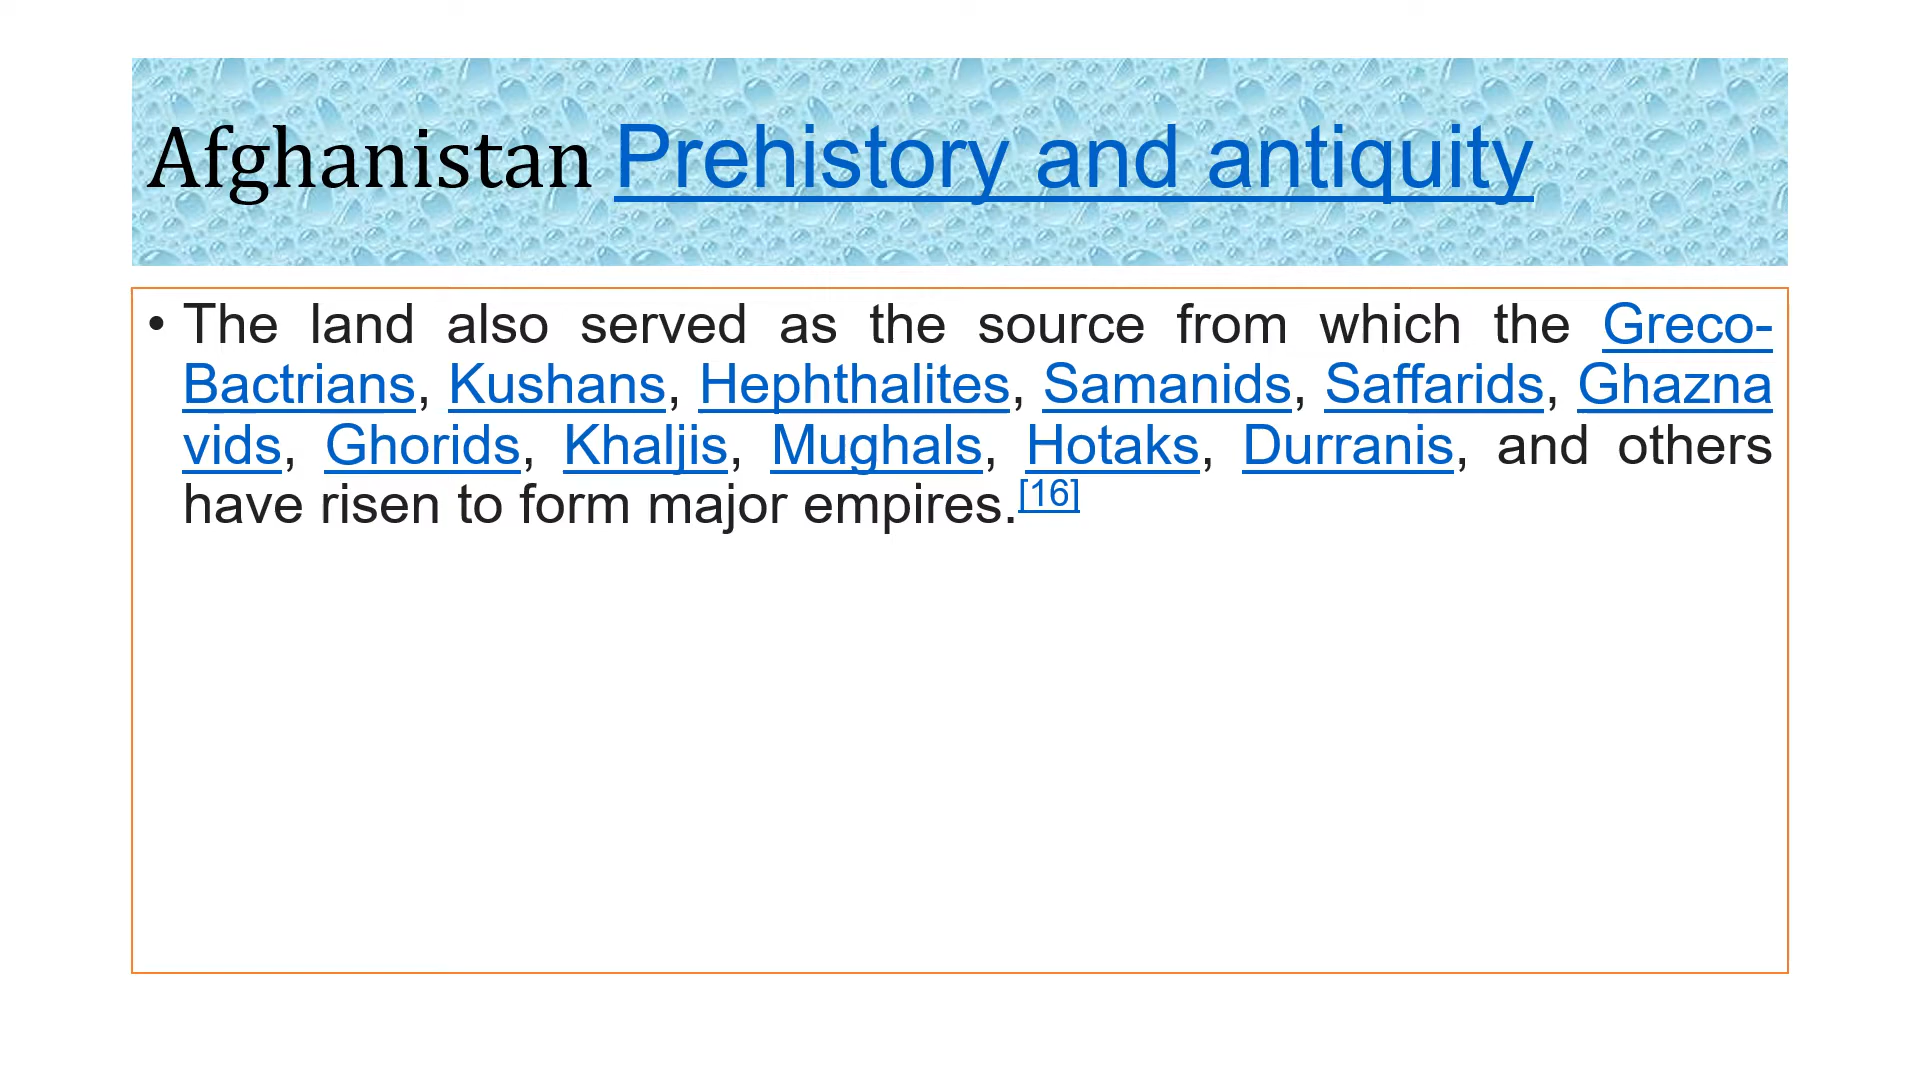 Afghanistan Prehistory and antiquity
• The land also served as the source from which the Greco-
Bactrians, Kushans, Hephthalites, Samanids, Saffarids, Ghazna
vids, Ghorids, Khaljis, Mughals, Hotaks, Durranis, and others
have risen to form major empires.[16]